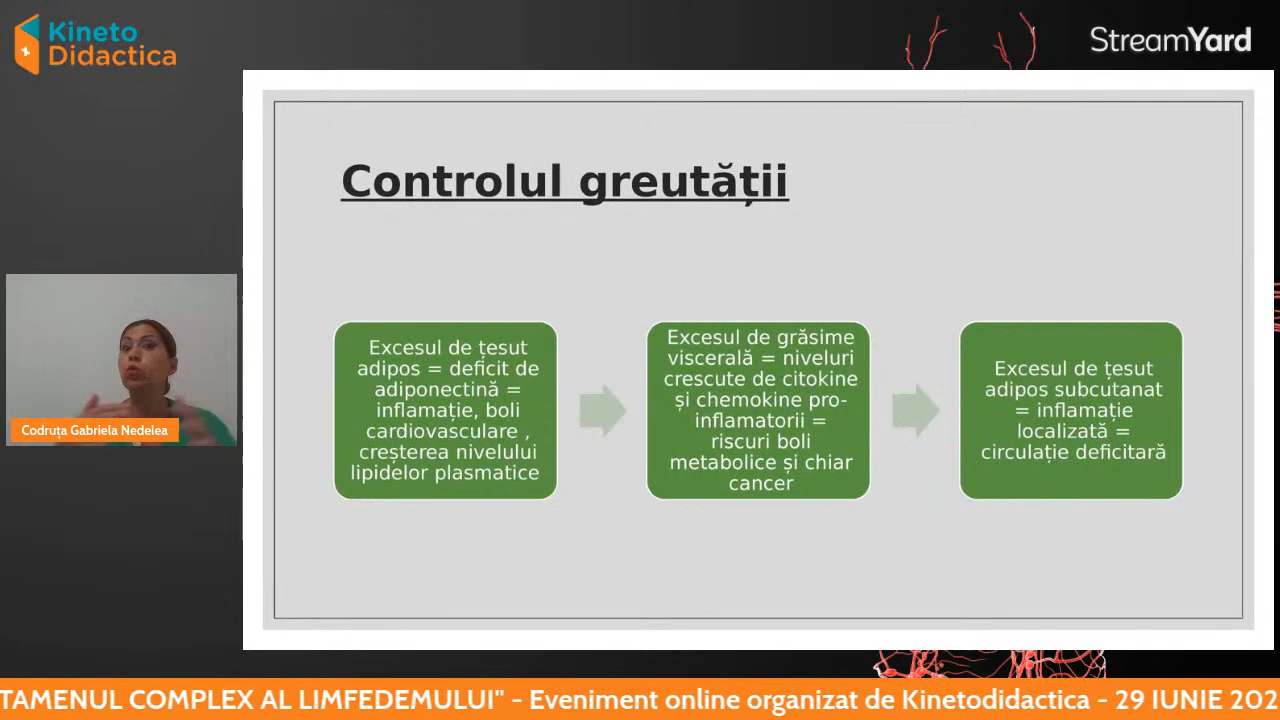 Kineto
Didactica
StreamYard
Controlul greutății
Excesul de țesut
adipos = deficit de
adiponectină =
inflamație, boli
cardiovasculare ,
creșterea nivelului
lipidelor plasmatice
Excesul de grăsime
viscerală = niveluri
crescute de citokine
și chemokine pro-
inflamatorii =
riscuri boli
metabolice și chiar
cancer
Excesul de țesut
adipos subcutanat
= inflamație
localizată =
circulație deficitară
Codruța Gabriela Nedelea
TAMENUL COMPLEX AL LIMFEDEMULUI" - Eveniment online organizat de Kinetodidactica - 29 IUNIE 202